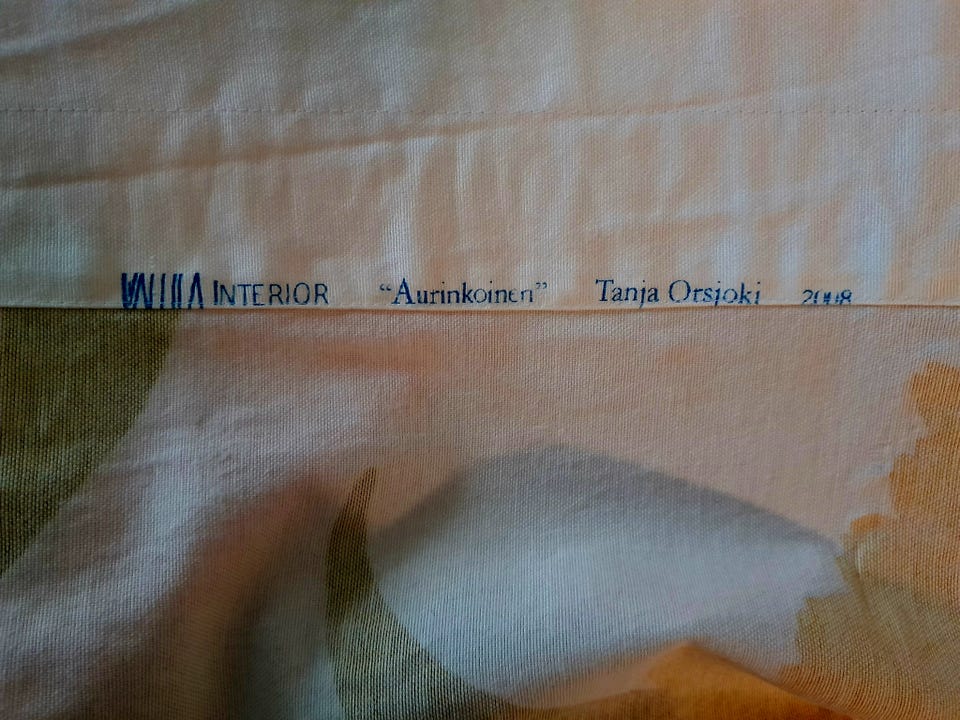 VALLILA INTERIOR "Aurinkoinen" Tanja Orsjoki 2008